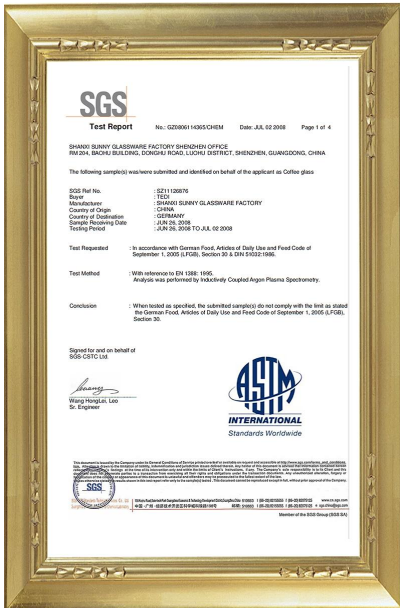 SGS
Test Report No.: GZ0806114365/CHEM Date: JUL 02 2008 Page 1 of 4
SHANXI SUNNY GLASSWARE FACTORY SHENZHEN OFFICE
RM 204, BAOHU BUILDING, DONGHU ROAD, LUOHU DISTRICT, SHENZHEN, GUANGDONG, CHINA
The following sample(s) was/were submitted and identified on behalf of the applicant as Coffee glass
SGS Ref No. : SZ11126876
Buyer : TEDI
Manufacturer : SHANXI SUNNY GLASSWARE FACTORY
Country of Origin : CHINA
Country of Destination : GERMANY
Sample Receiving Date : JUN 26, 2008
Testing Period : JUN 26, 2008 TO JUL 02 2008
Test Requested : In accordance with German Food, Articles of Daily Use and Feed Code of
September 1, 2005 (LFGB), Section 30 & DIN 51032:1986.
Test Method : With reference to EN 1388: 1995.
Analysis was performed by Inductively Coupled Argon Plasma Spectrometry.
Conclusion : When tested as specified, the submitted sample(s) do not comply with the limit as stated
the German Food, Articles of Daily Use and Feed Code of September 1, 2005 (LFGB),
Section 30.
Signed for and on behalf of
SGS-CSTC Ltd.
Wang HongLei, Leo
Sr. Engineer
ASTM
INTERNATIONAL
Standards Worldwide
SGS
Member of the SGS Group (SGS SA)